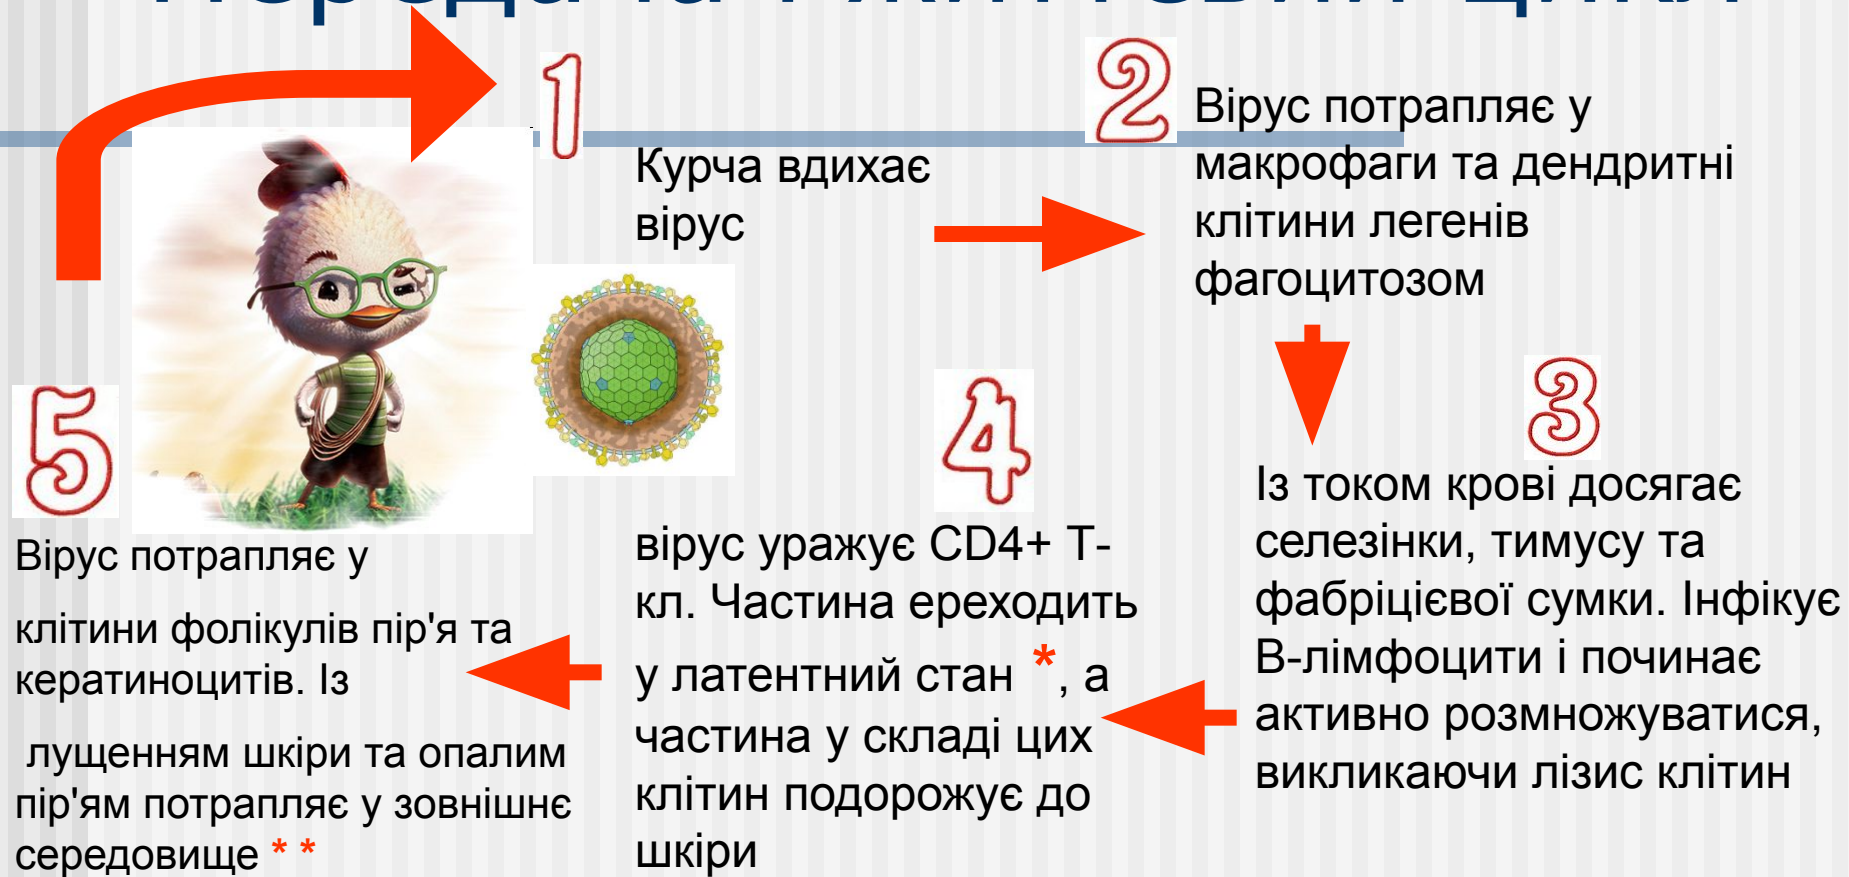 Передача і життєвий цикл
1
Курча вдихає
вірус
2
Вірус потрапляє у
макрофаги та дендритні
клітини легенів
фагоцитозом
3
Із током крові досягає
селезінки, тимусу та
фабріцієвої сумки. Інфікує
В-лімфоцити і починає
активно розмножуватися,
викликаючи лізис клітин
4
вірус уражує CD4+ Т-
кл. Частина ереходить
у латентний стан *, а
частина у складі цих
клітин подорожує до
шкіри
5
Вірус потрапляє у
клітини фолікулів пір'я та
кератиноцитів. Із
лущенням шкіри та опалим
пір'ям потрапляє у зовнішнє
середовище * *